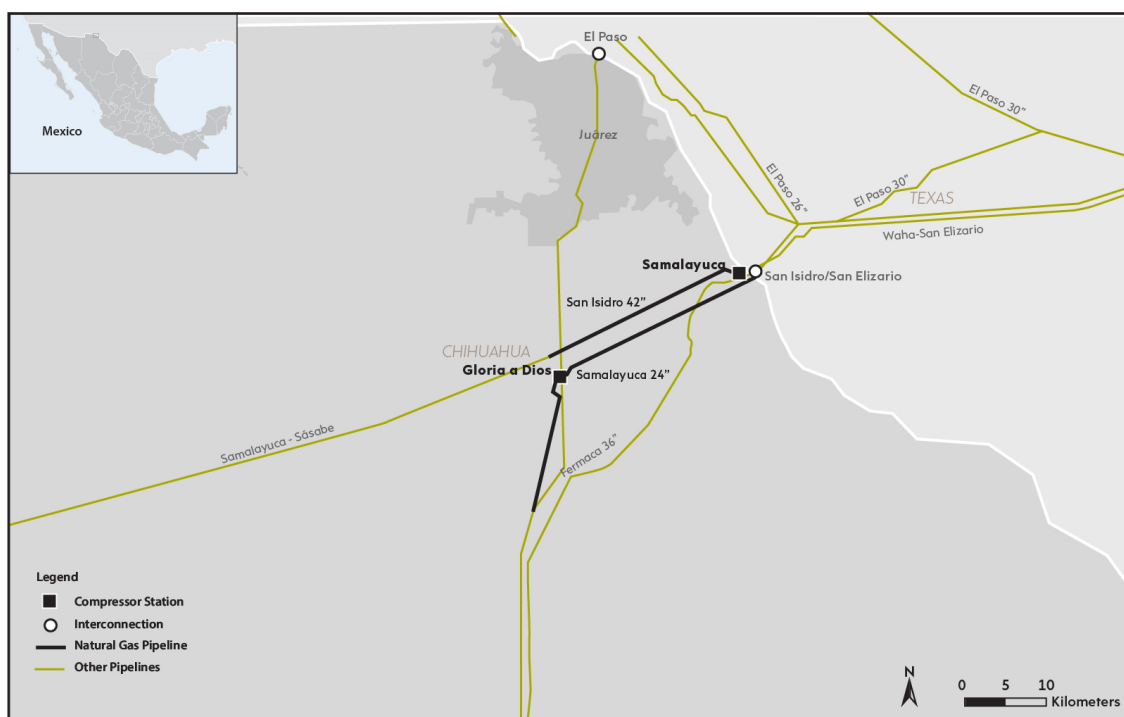 Mexico
El Paso
Juárez
El Paso 30”
El Paso 26”
El Paso 30”
TEXAS
Waha-San Elizario
Samalayuca
San Isidro/San Elizario
San Isidro 42”
CHIHUAHUA
Gloria a Dios
Samalayuca 24”
Samalayuca - Sásabe
Fermaca 36”
Legend
Compressor Station
Interconnection
Natural Gas Pipeline
Other Pipelines
N
0 5 10
Kilometers